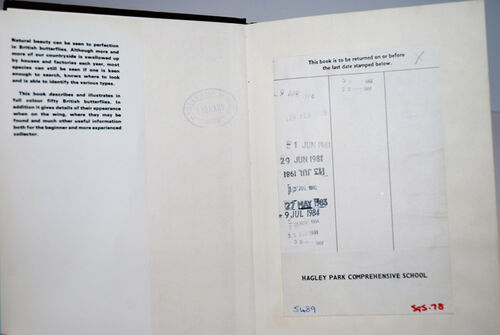 Natural beauty can be seen to perfection
in British butterflies. Although more and
more of our countryside is swallowed up
by houses and factories each year, most
species can still be seen if one is keen
enough to search, knows where to look
and is able to identify the various types.
This book describes and illustrates in
full colour fifty British butterflies. In
addition it gives details of their appearance
when on the wing, where they may be
found and much other useful information
both for the beginner and more experienced
collector.
This book is to be returned on or before
the last date stamped below.
1 JUN 1981
29 JUN 1981
27 MAY 1983
9 JUL 1984
HAGLEY PARK COMPREHENSIVE SCHOOL
5489